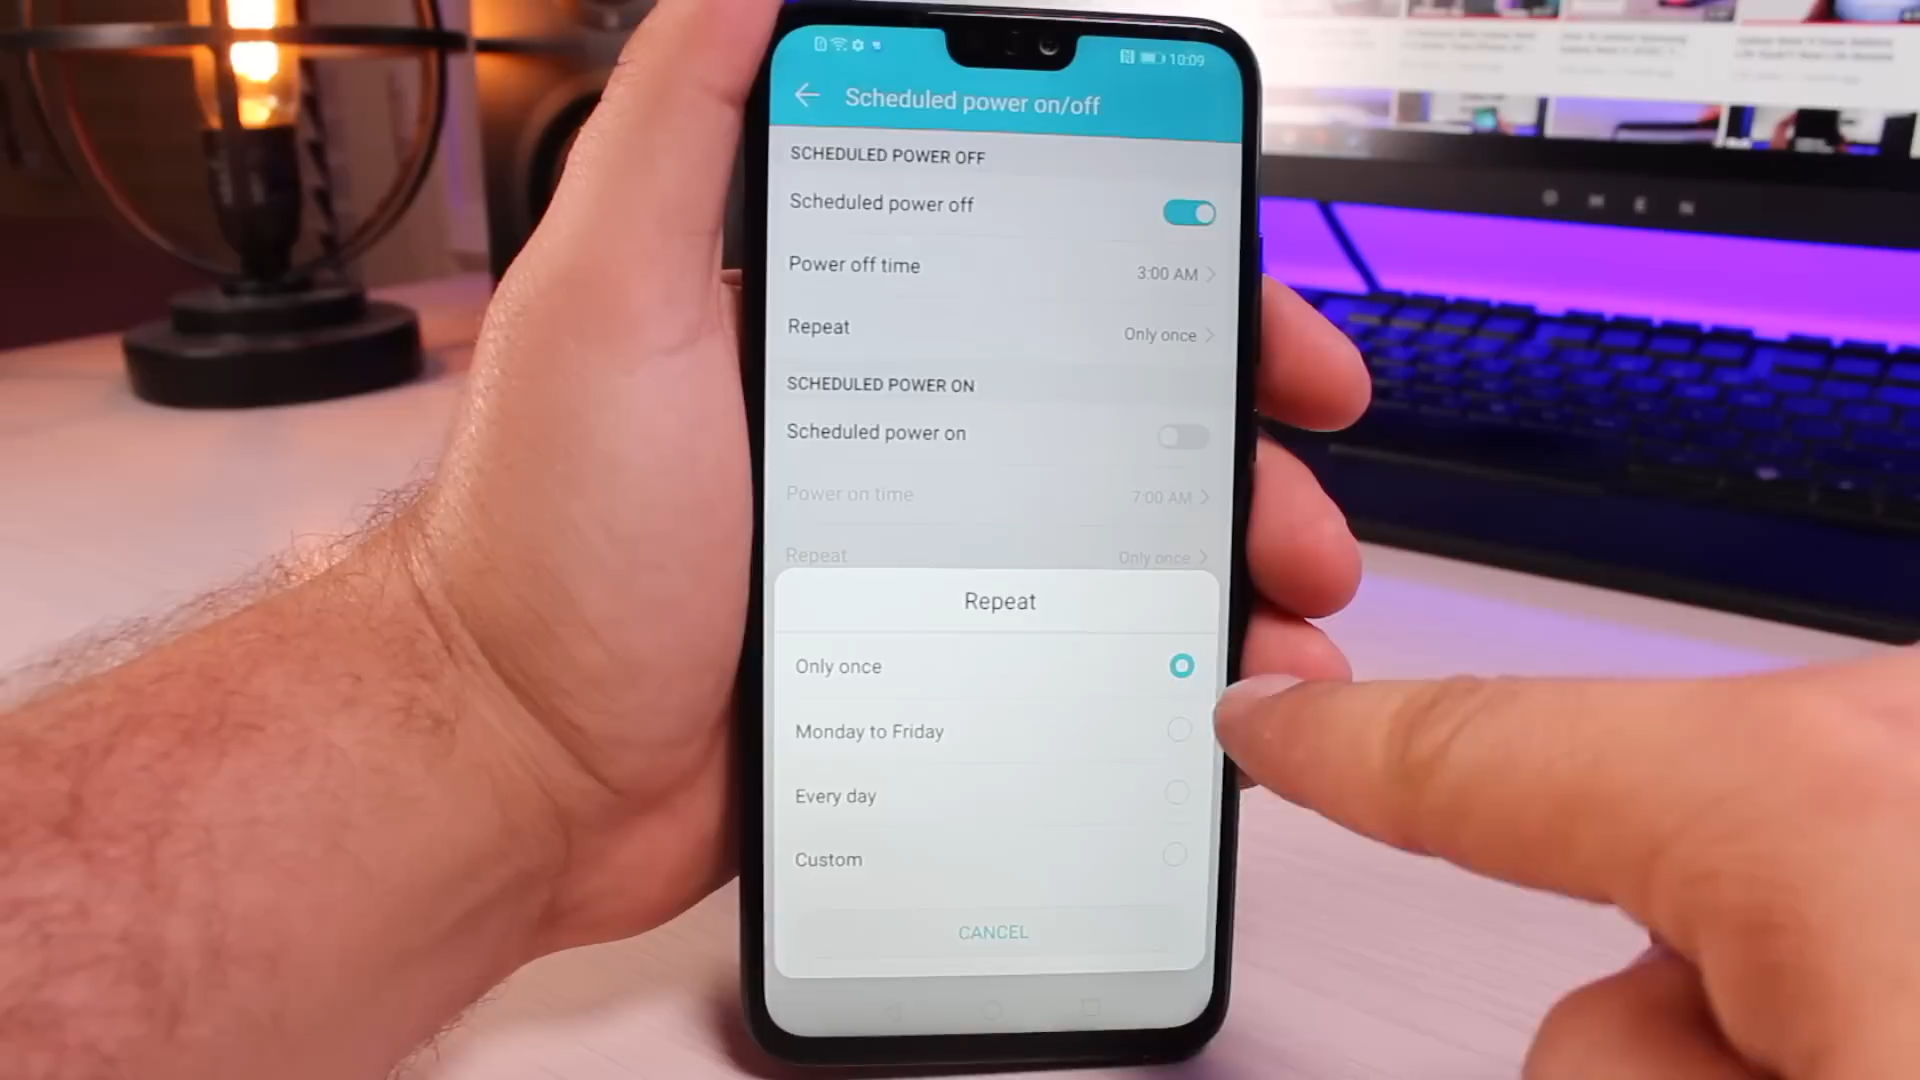 10:09
Scheduled power on/off
SCHEDULED POWER OFF
Scheduled power off
Power off time 3:00 AM
Repeat Only once
SCHEDULED POWER ON
Scheduled power on
Power on time 7:00 AM
Repeat Only once
Repeat
Only once
Monday to Friday
Every day
Custom
CANCEL
OMEN